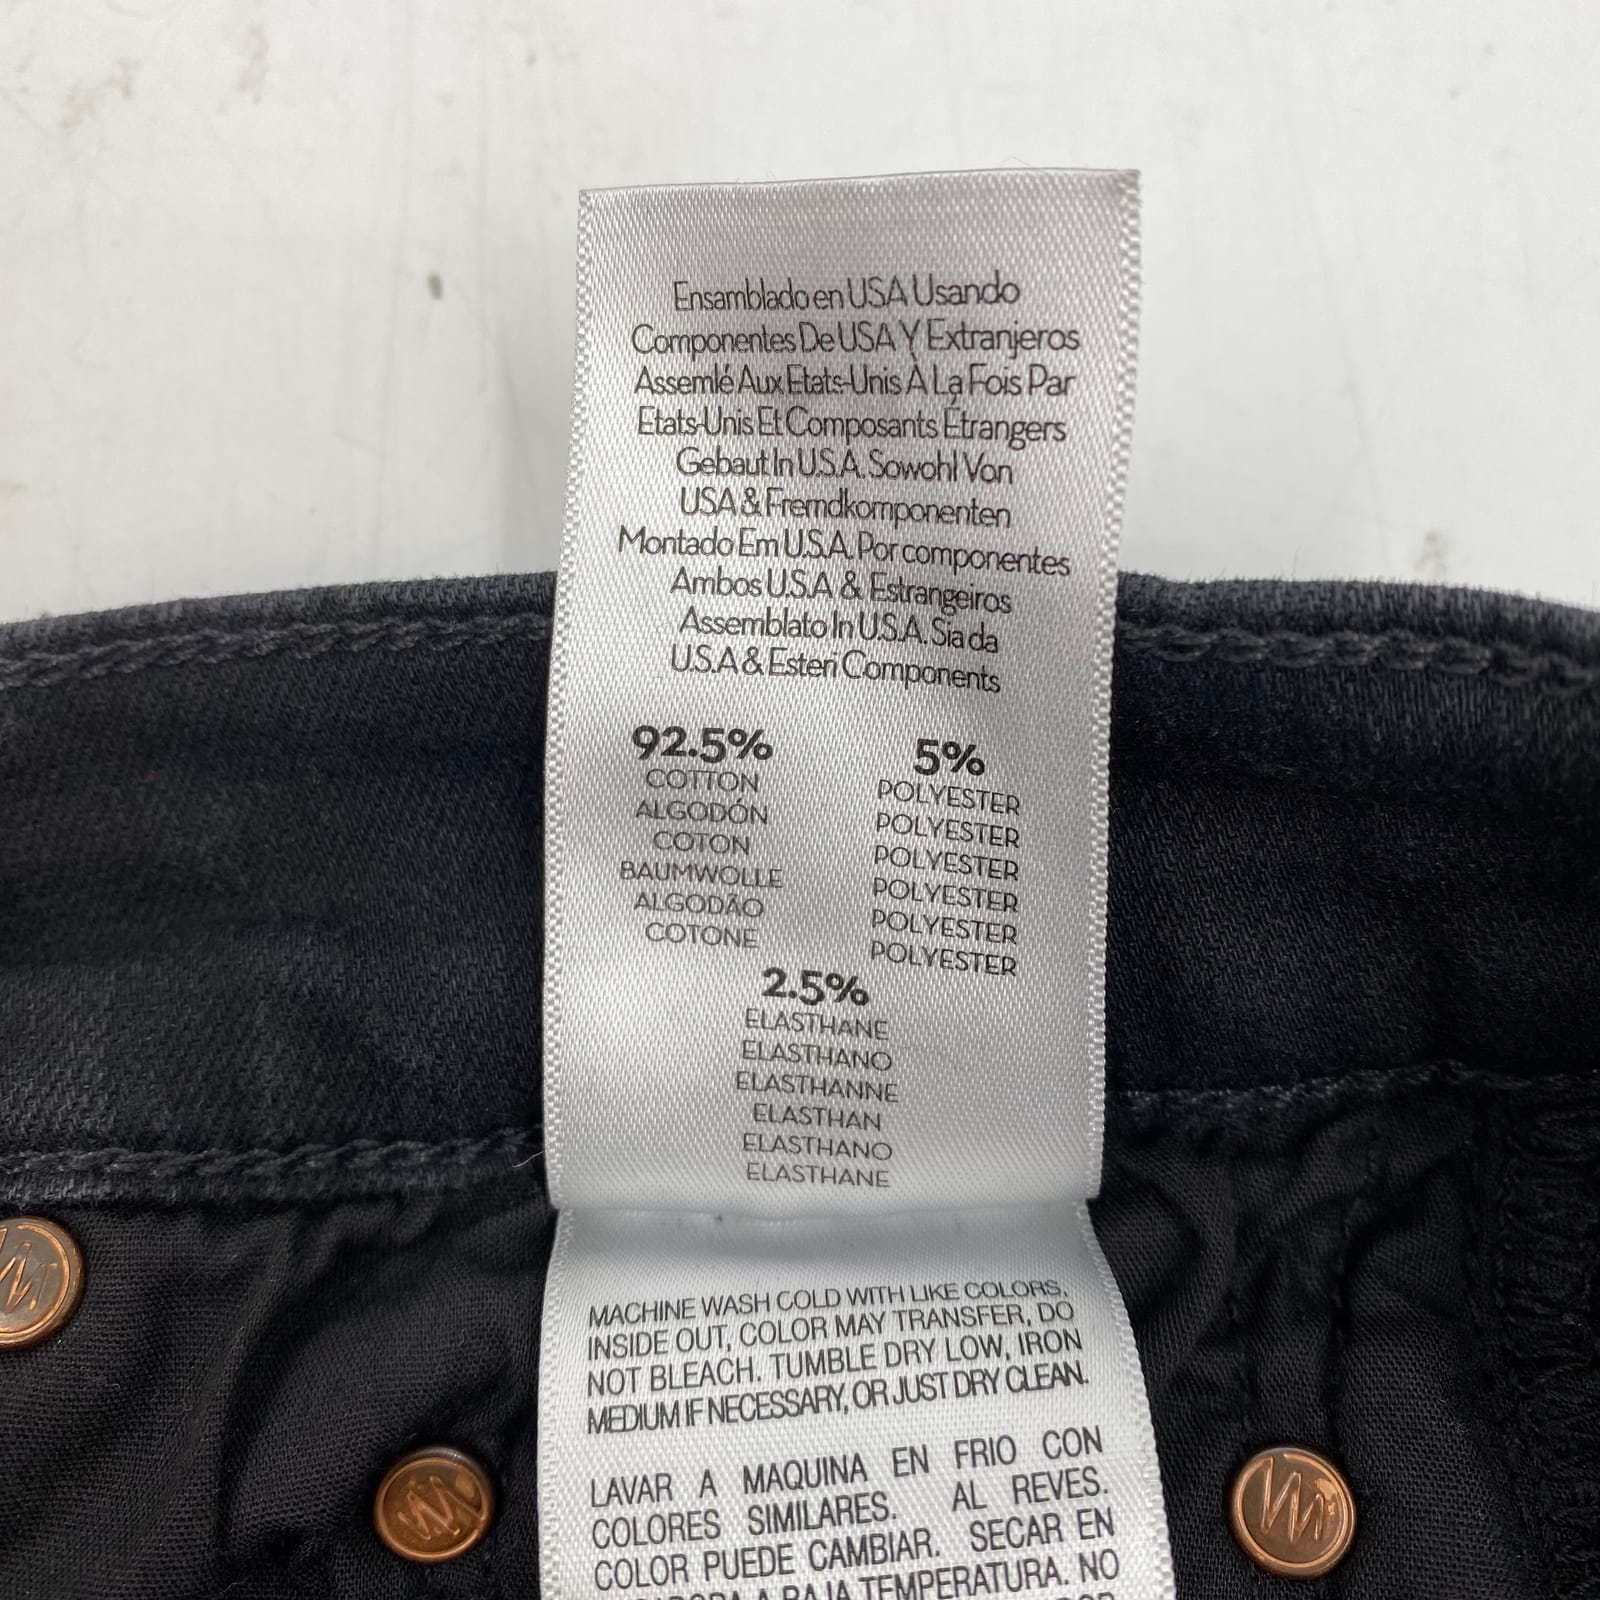 Ensamblado en USA Usando
Componentes De USA Y Extranjeros
Assemlé Aux Etats-Unis À La Fois Par
Etats-Unis Et Composants Étrangers
Gebaut In U.S.A. Sowohl Von
USA & Fremdkomponenten
Montado Em U.S.A. Por componentes
Ambos U.S.A & Estrangeiros
Assemblato In U.S.A. Sia da
U.S.A & Esteri Components
92.5%
COTTON
ALGODÓN
COTON
BAUMWOLLE
ALGODÃO
COTONE
5%
POLYESTER
POLYESTER
POLYESTER
POLYESTER
POLYESTER
POLYESTER
2.5%
ELASTHANE
ELASTHANO
ELASTHANNE
ELASTHAN
ELASTHANO
ELASTHANE
MACHINE WASH COLD WITH LIKE COLORS,
INSIDE OUT, COLOR MAY TRANSFER, DO
NOT BLEACH. TUMBLE DRY LOW, IRON
MEDIUM IF NECESSARY, OR JUST DRY CLEAN.
LAVAR A MAQUINA EN FRIO CON
COLORES SIMILARES. AL REVES.
COLOR PUEDE CAMBIAR. SECAR EN
A BAJA TEMPERATURA. NO